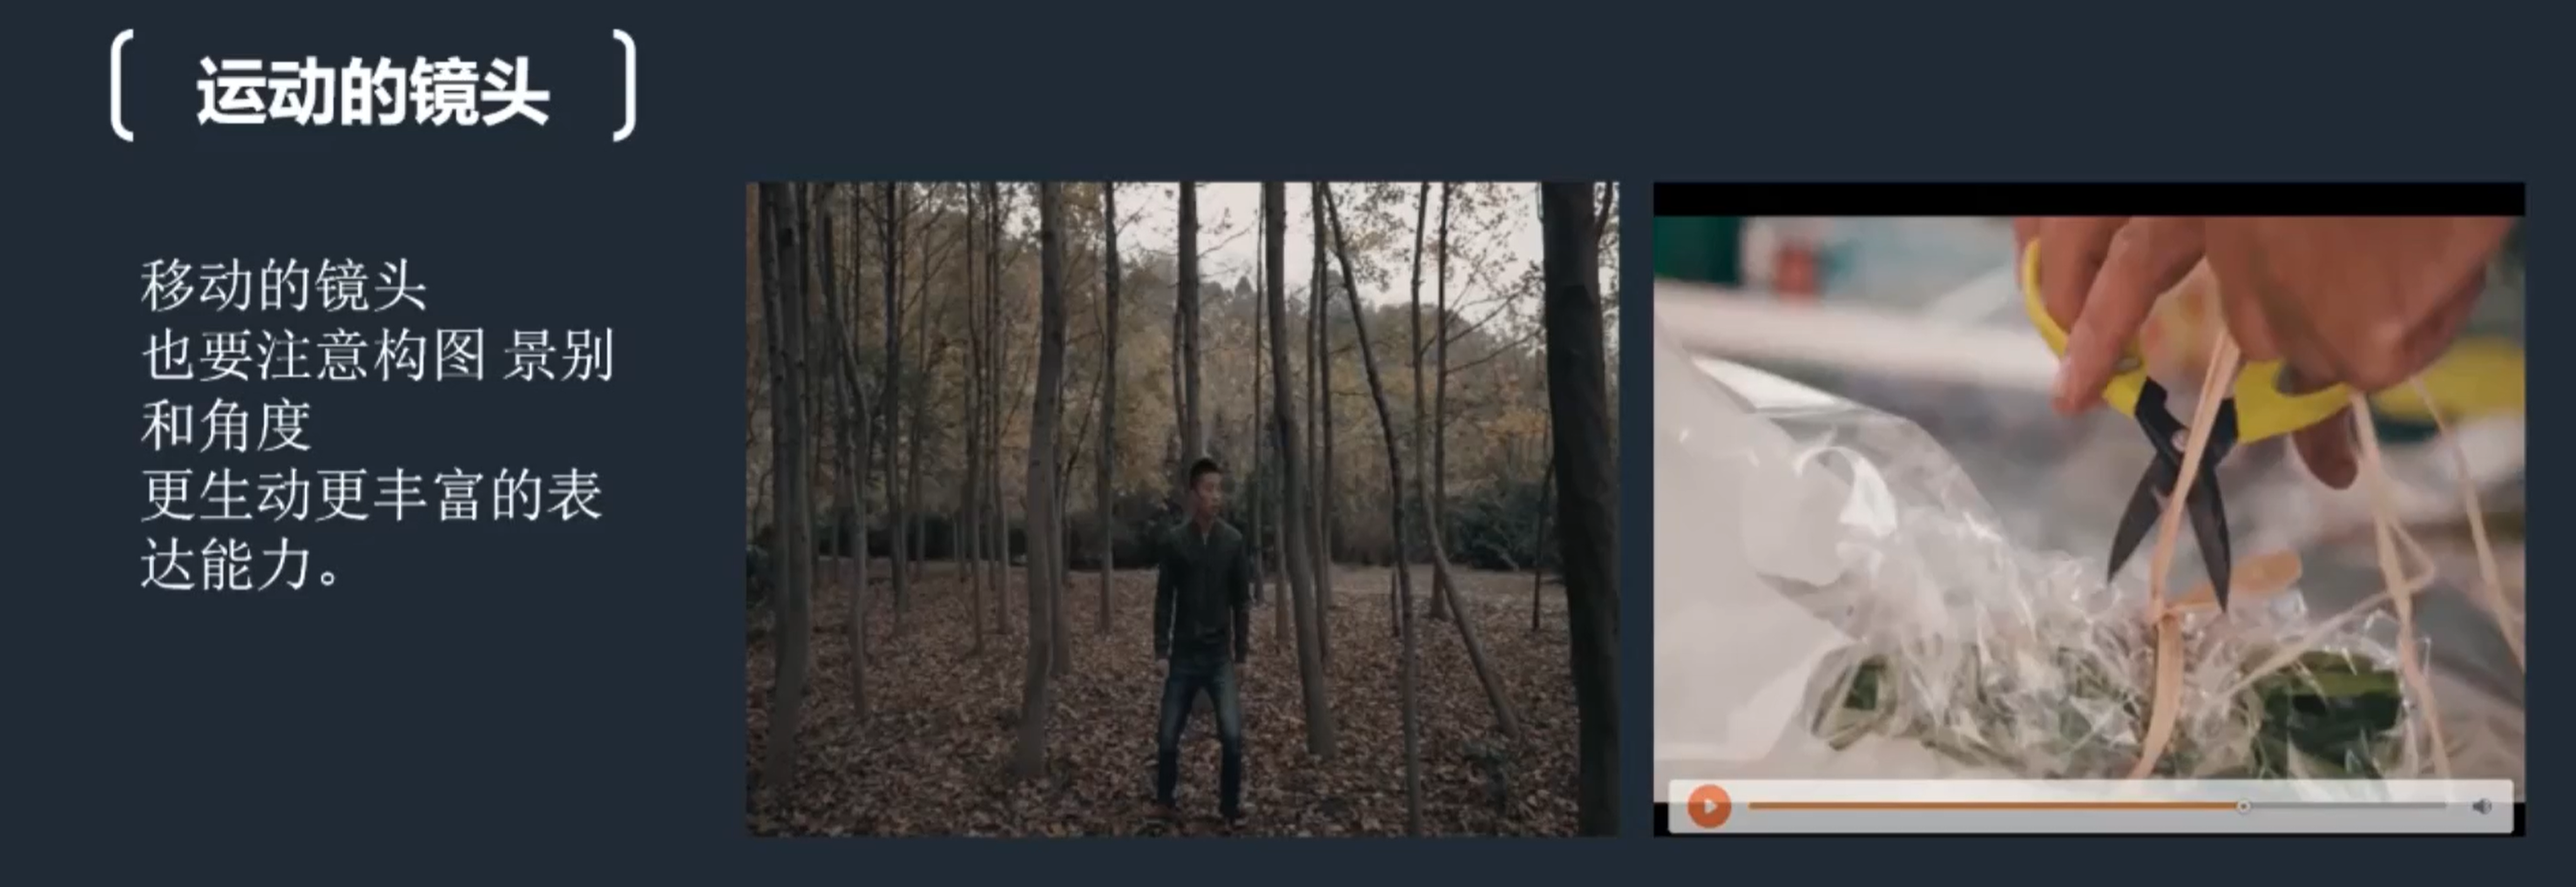 运动的镜头
移动的镜头
也要注意构图 景别
和角度
更生动更丰富的表
达能力。